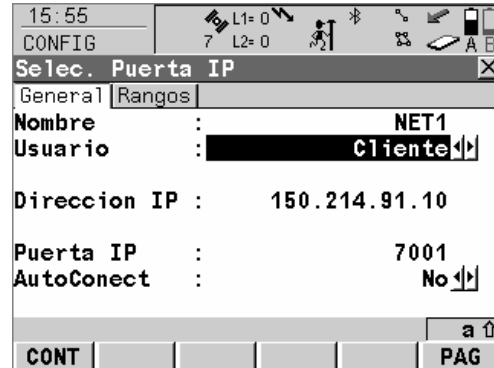 15:55
CONFIG
L1= 0
7 L2= 0
A B
Selec. Puerta IP
General Rangos
Nombre : NET1
Usuario : Cliente
Direccion IP : 150.214.91.10
Puerta IP : 7001
AutoConect : No
a
CONT PAG